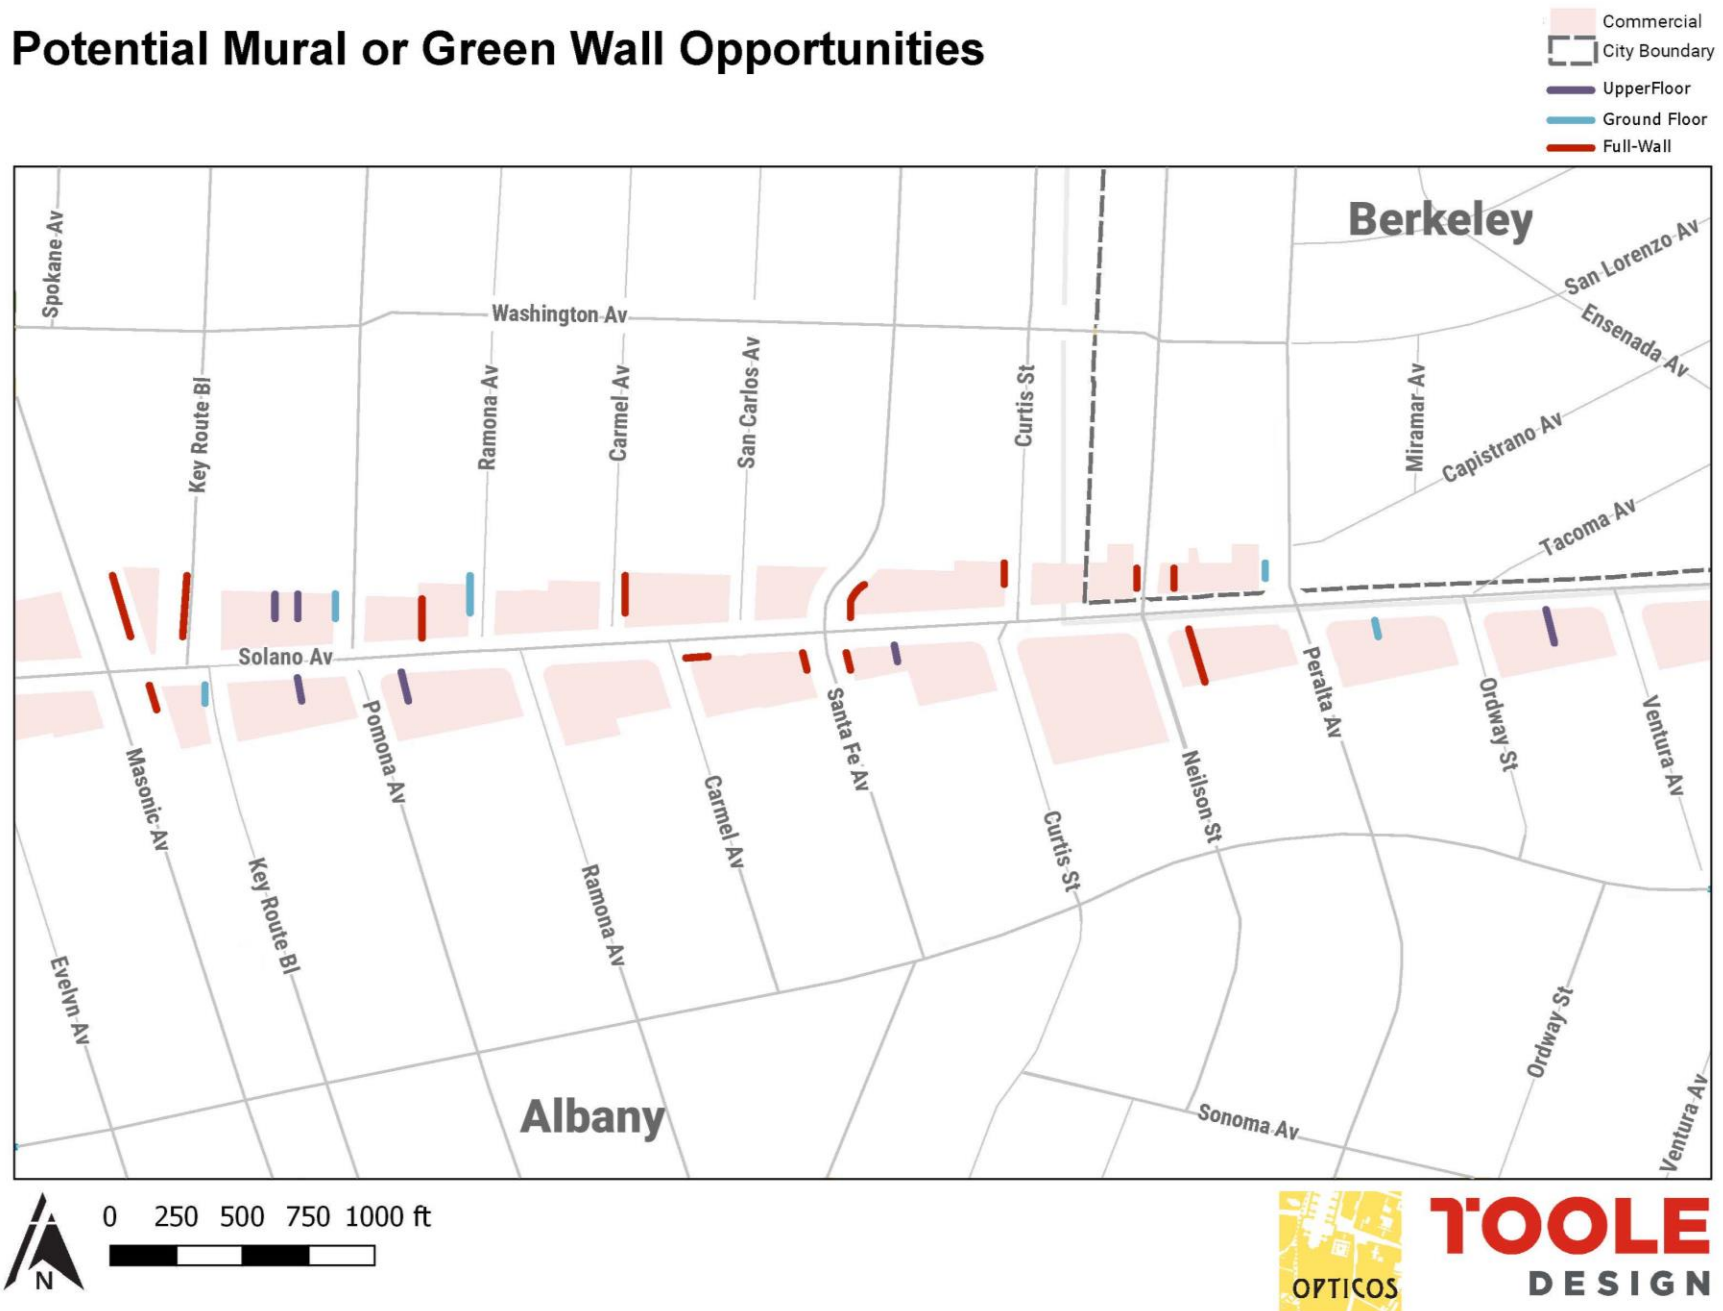 Potential Mural or Green Wall Opportunities
Commercial
City Boundary
UpperFloor
Ground Floor
Full-Wall
Berkeley
Spokane Av
San Lorenzo Av
Washington Av
Ensenada Av
Key Route Bl
Ramona Av
Carmel Av
San Carlos Av
Curtis St
Miramar Av
Capistrano Av
Tacoma Av
Solano Av
Masonic Av
Pomona Av
Carmel Av
Santa Fe Av
Neilson St
Peralta Av
Ordway St
Ventura Av
Key Route Bl
Ramona Av
Curtis St
Evelyn Av
Ordway St
Albany
Sonoma Av
Ventura Av
0 250 500 750 1000 ft
N
OPTICOS
TOOLE
DESIGN